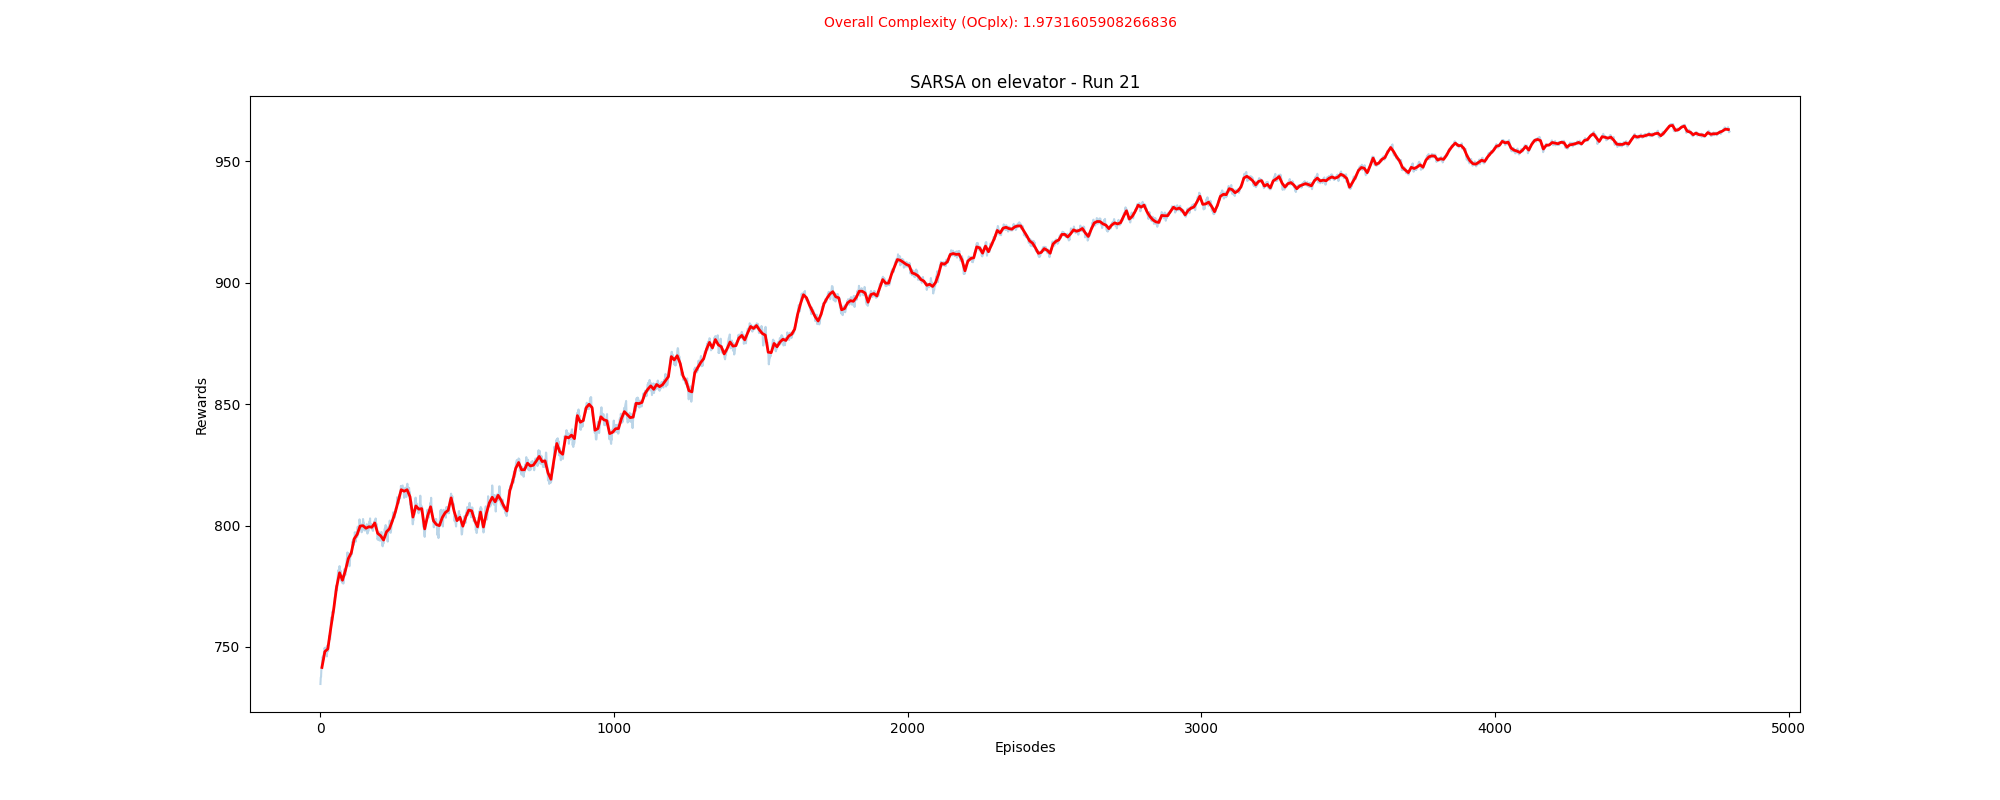 Overall Complexity (OCplx): 1.9731605908266836
SARSA on elevator - Run 21
Rewards
950
900
850
800
750
0 1000 2000 3000 4000 5000
Episodes